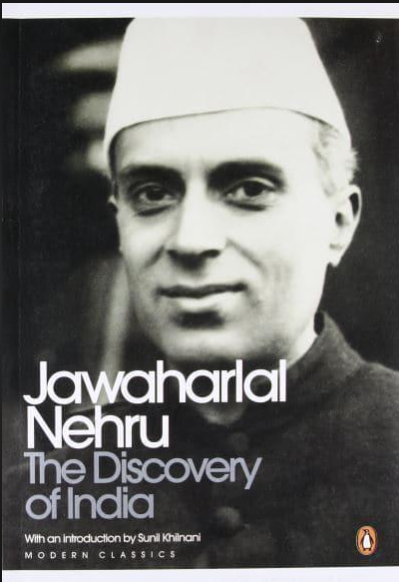 Jawaharlal
Nehru
The Discovery
of India
With an introduction by Sunil Khilnani
MODERN CLASSICS